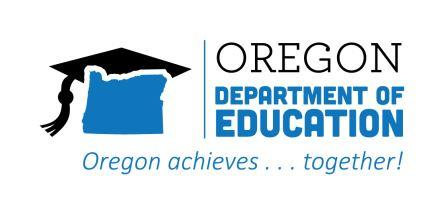 OREGON
DEPARTMENT OF
EDUCATION
Oregon achieves . . . together!